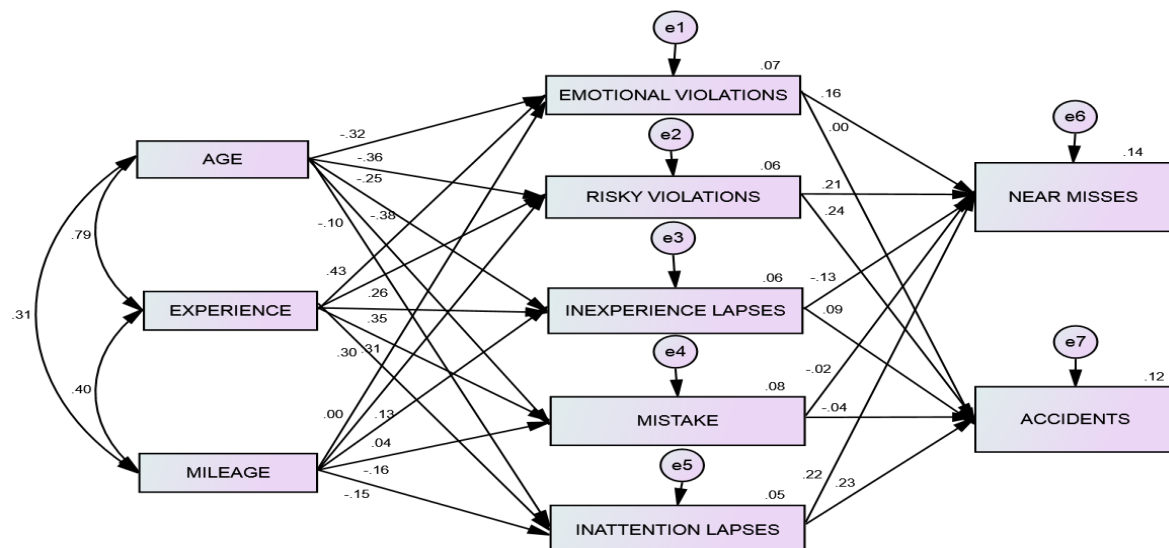 e1
.07
EMOTIONAL VIOLATIONS
.16
e2
.00
e6
-.32
.14
AGE
-.36
.06
-.25
RISKY VIOLATIONS
.21
NEAR MISSES
-.38
.24
-.10
e3
.79
.43
.06
-.13
.26
.31
EXPERIENCE
INEXPERIENCE LAPSES
.09
.35
e7
.30
.31
e4
-.02
.12
.40
.08
.00
.13
MISTAKE
-.04
ACCIDENTS
.04
MILEAGE
-.16
e5
.22
.23
-.15
.05
INATTENTION LAPSES